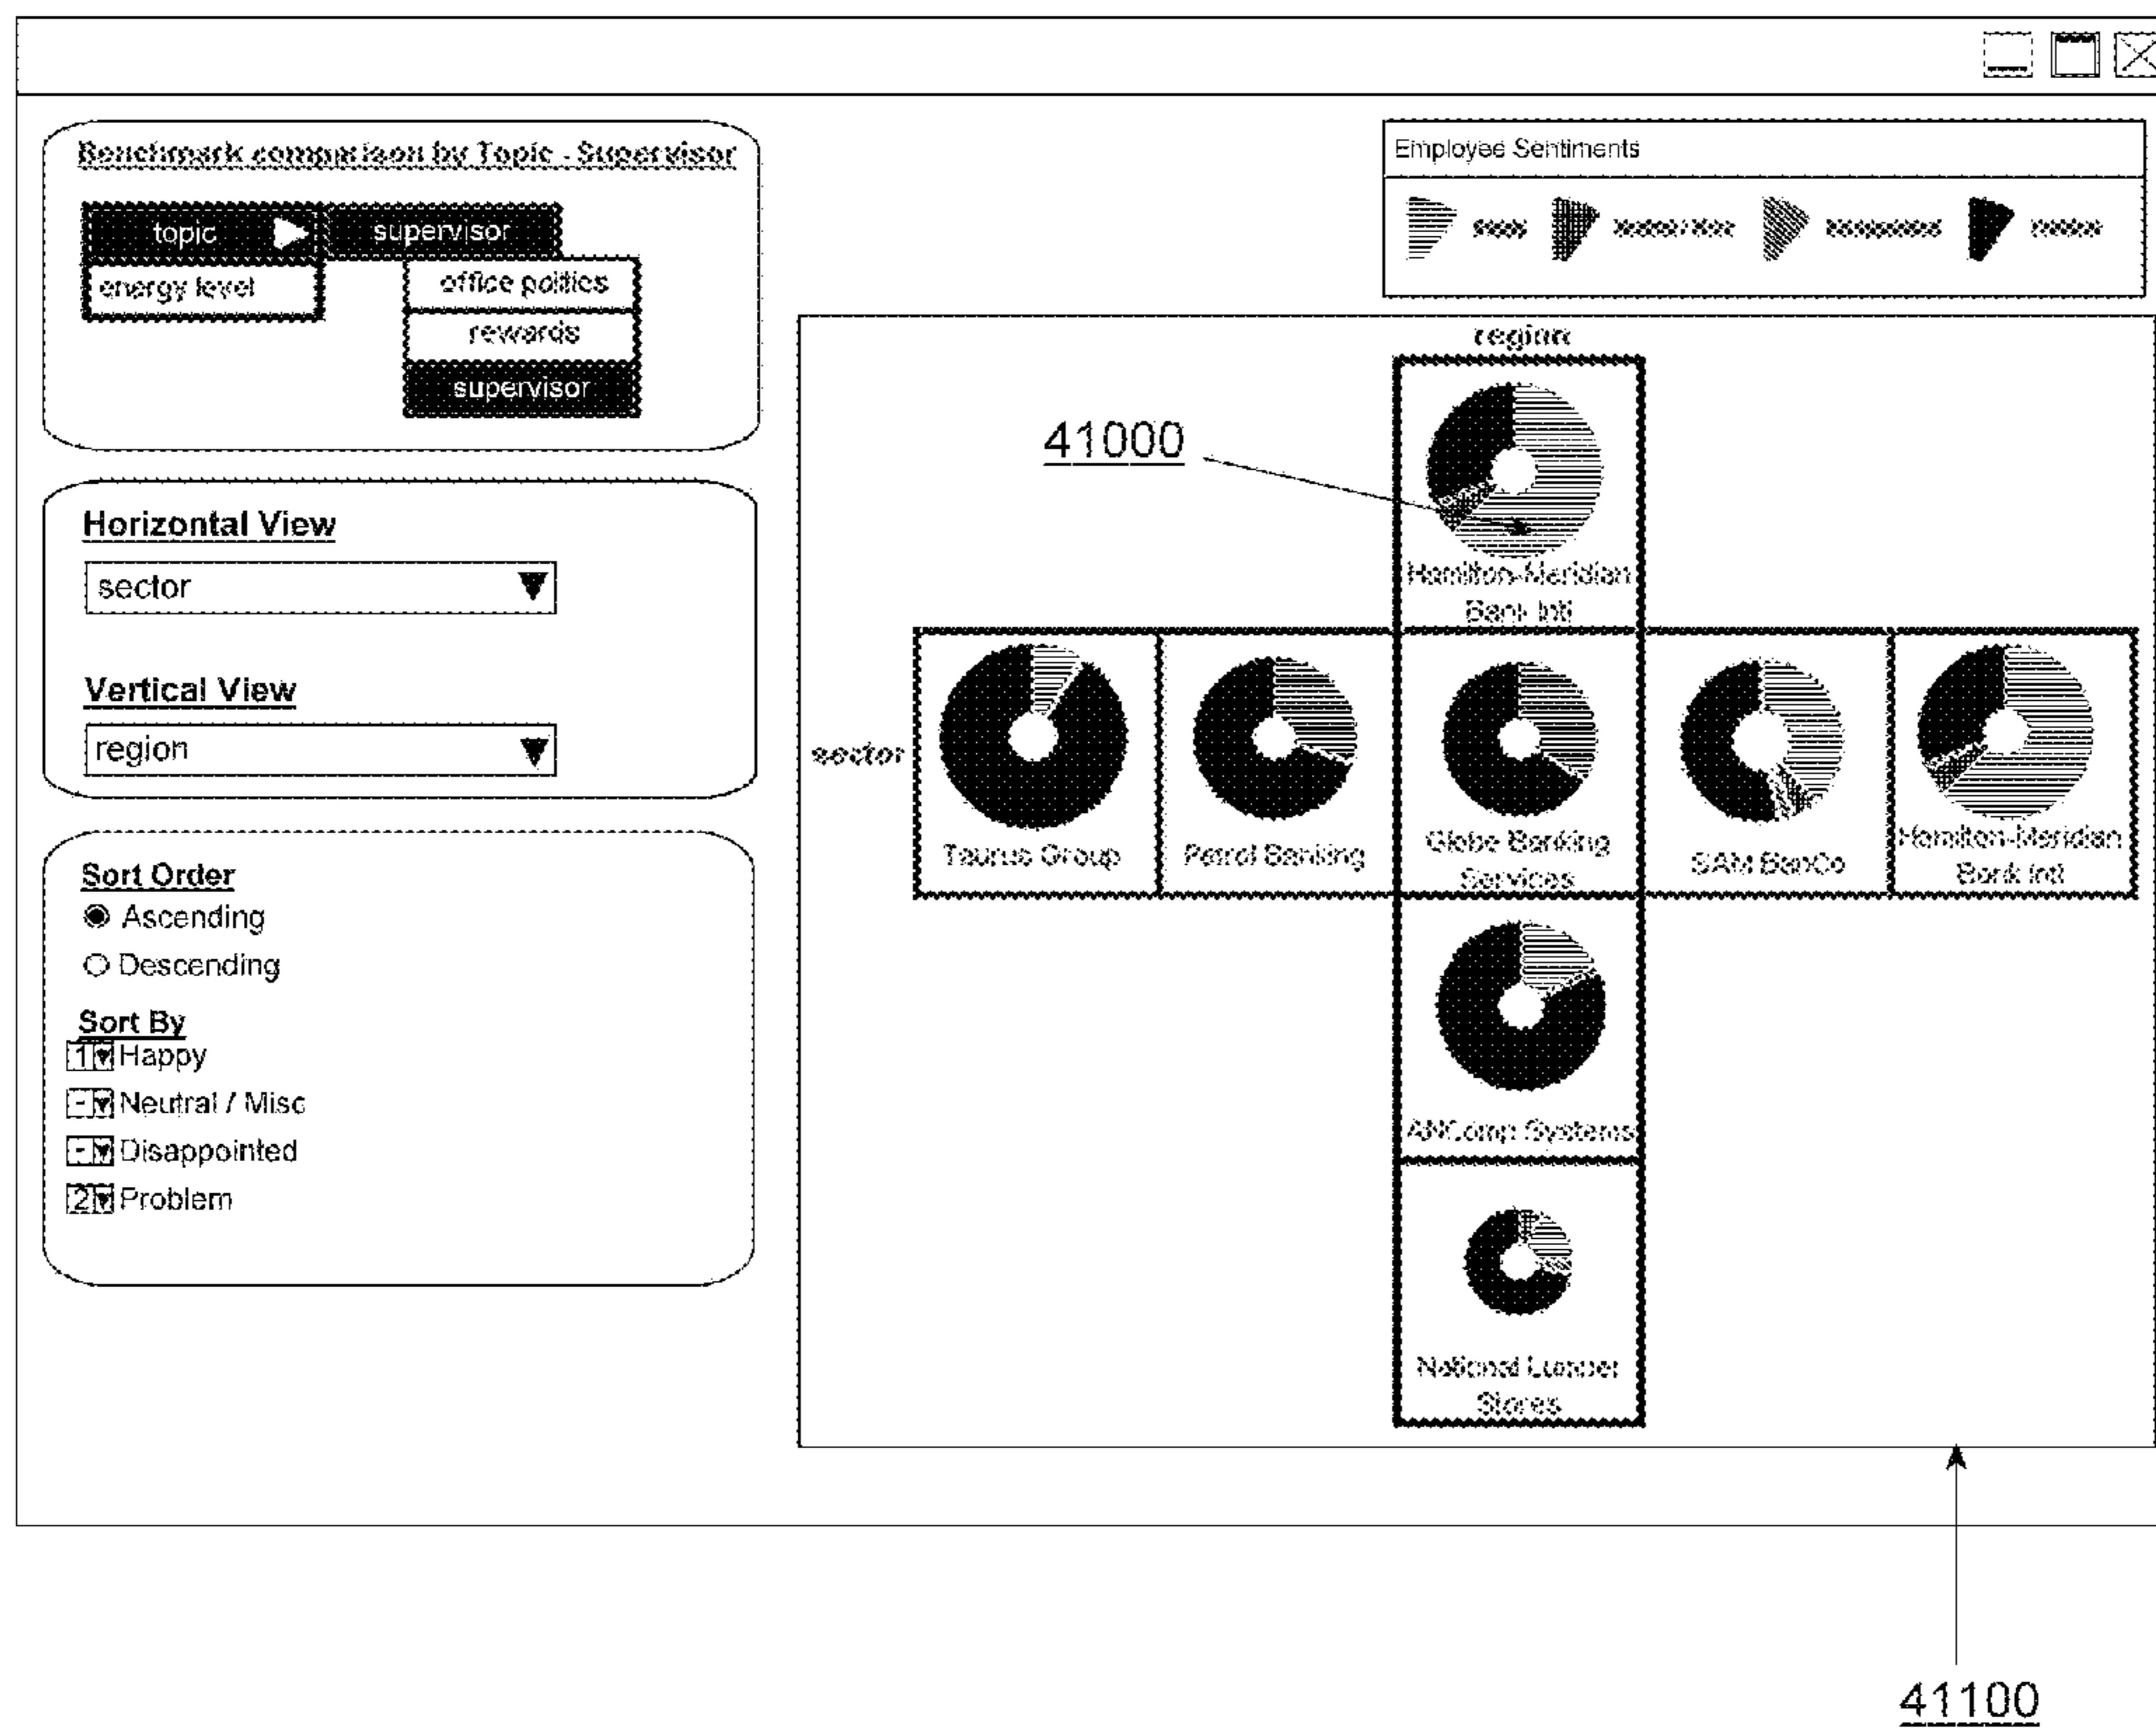 Benchmark comparison by Topic - Supervisor
topic
supervisor
energy level
office politics
rewards
supervisor
Horizontal View
sector
Vertical View
region
Sort Order
Ascending
Descending
Sort By
1 Happy
- Neutral / Misc
- Disappointed
2 Problem
Employee Sentiments
region
41000
Hamilton-Meridian
Bank Intl
sector
Taurus Group
Petrol Banking
Globe Banking
Services
SAM BanCo
Hamilton-Meridian
Bank Intl
Systems
National
Stores
41100